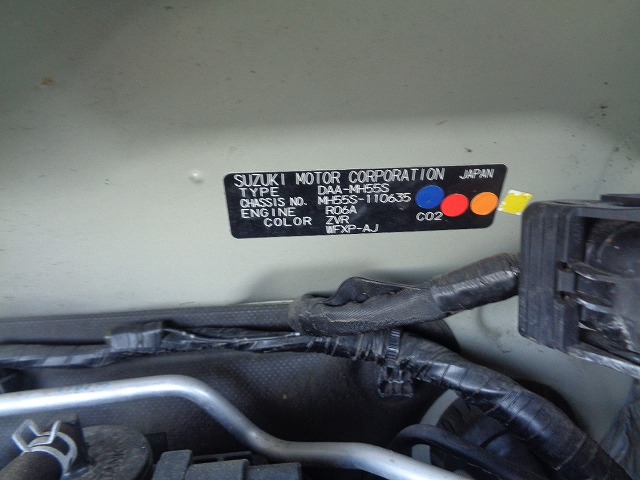 SUZUKI MOTOR CORPORATION JAPAN
TYPE DAA-MH55S
CHASSIS NO. MH55S-110635
ENGINE R06A C02
COLOR ZVR
WFXP-AJ